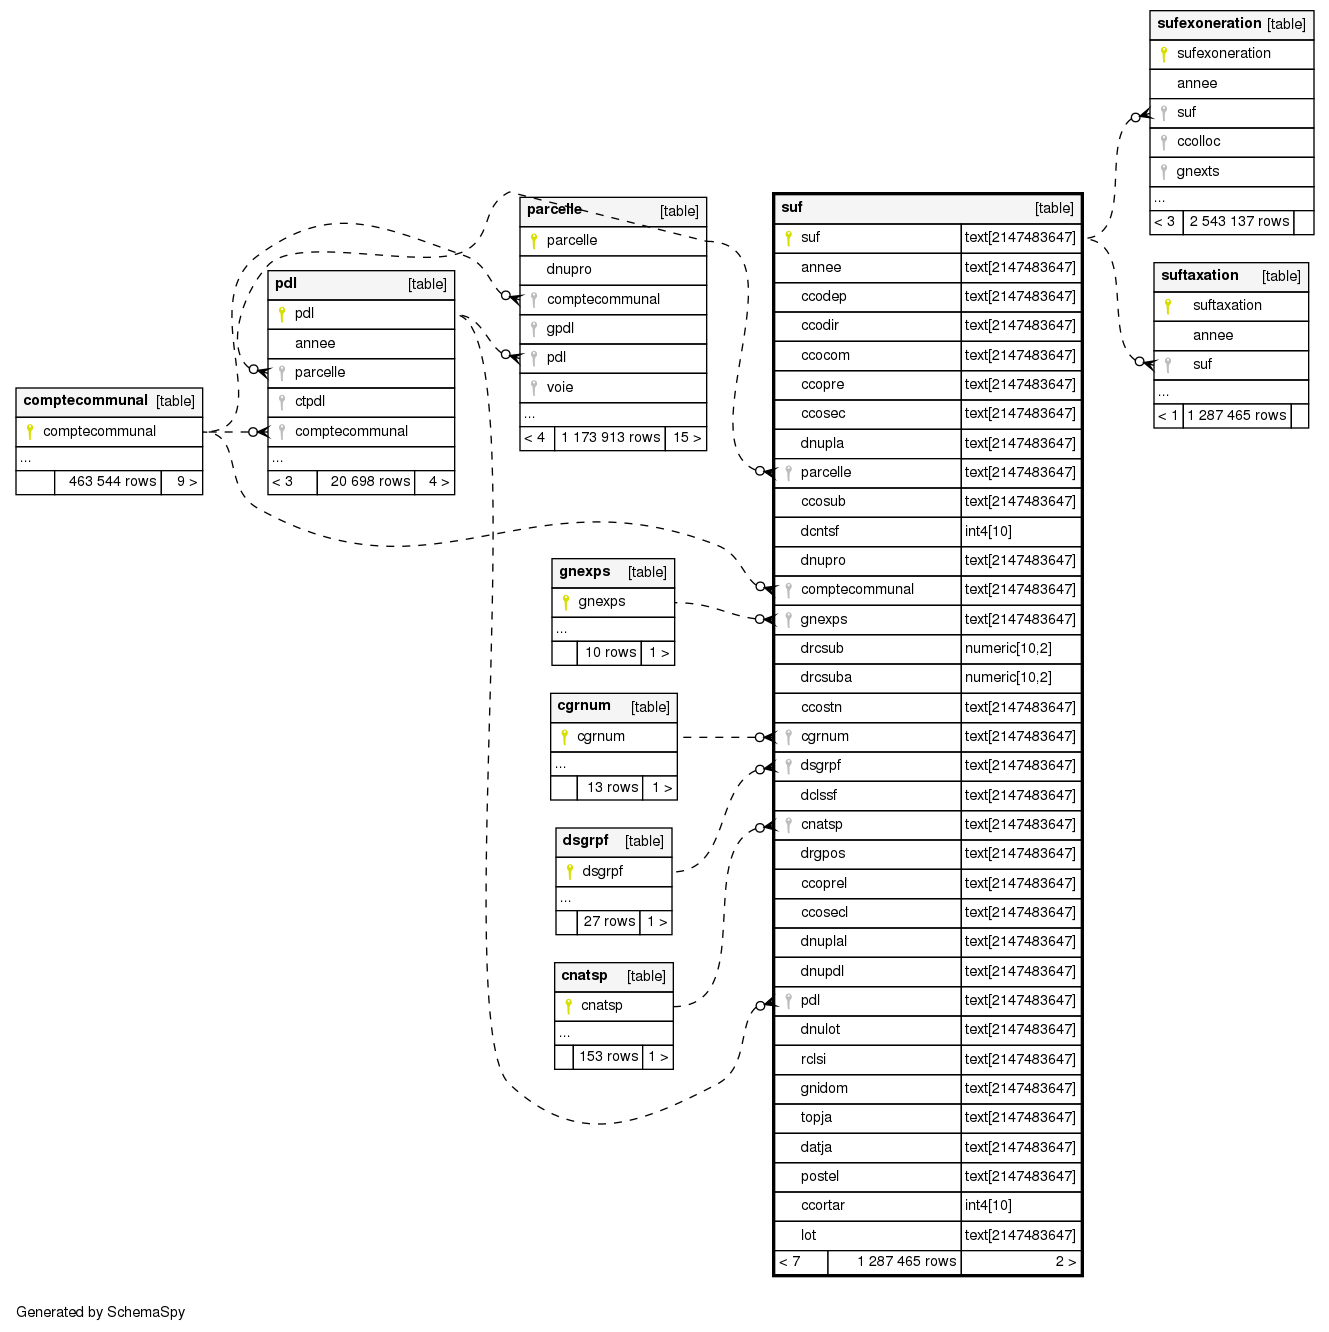 sufexoneration [table]
sufexoneration
annee
suf
ccolloc
gnexts
...
< 3 2 543 137 rows
suftaxation [table]
suftaxation
annee
suf
...
< 1 1 287 465 rows
parcelle [table]
parcelle
dnupro
comptecommunal
gpdl
pdl
voie
...
< 4 1 173 913 rows 15 >
pdl [table]
pdl
annee
parcelle
ctpdl
comptecommunal
...
< 3 20 698 rows 4 >
comptecommunal [table]
comptecommunal
...
463 544 rows 9 >
gnexps [table]
gnexps
...
10 rows 1 >
cgrnum [table]
cgrnum
...
13 rows 1 >
dsgrpf [table]
dsgrpf
...
27 rows 1 >
cnatsp [table]
cnatsp
...
153 rows 1 >
suf [table]
suf text[2147483647]
annee text[2147483647]
ccodep text[2147483647]
ccodir text[2147483647]
ccocom text[2147483647]
ccopre text[2147483647]
ccosec text[2147483647]
dnupla text[2147483647]
parcelle text[2147483647]
ccosub text[2147483647]
dcntsf int4[10]
dnupro text[2147483647]
comptecommunal text[2147483647]
gnexps text[2147483647]
drcsub numeric[10,2]
drcsuba numeric[10,2]
ccostn text[2147483647]
cgrnum text[2147483647]
dsgrpf text[2147483647]
dclssf text[2147483647]
cnatsp text[2147483647]
drgpos text[2147483647]
ccoprel text[2147483647]
ccosecl text[2147483647]
dnuplal text[2147483647]
dnupdl text[2147483647]
pdl text[2147483647]
dnulot text[2147483647]
rclsi text[2147483647]
gnidom text[2147483647]
topja text[2147483647]
datja text[2147483647]
postel text[2147483647]
ccortar int4[10]
lot text[2147483647]
< 7 1 287 465 rows 2 >
Generated by SchemaSpy